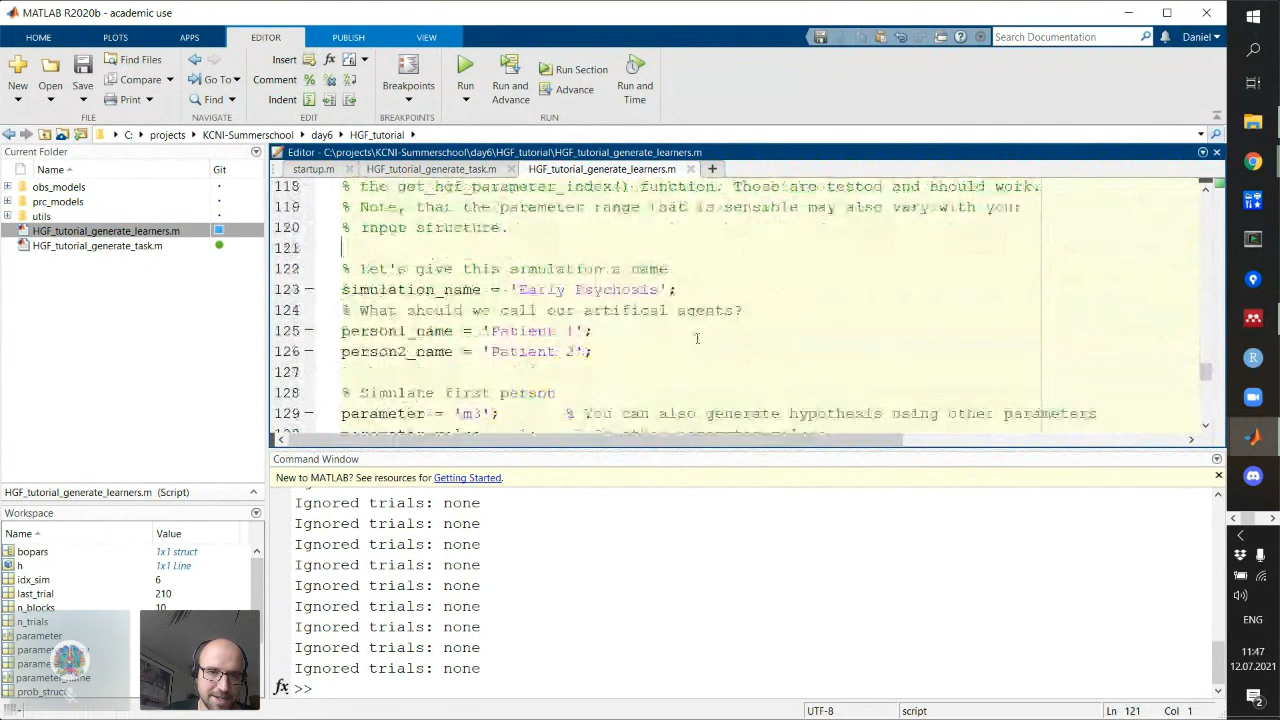 MATLAB R2020b - academic use
HOME PLOTS APPS EDITOR PUBLISH VIEW
Search Documentation
Daniel
New Open Save
Find Files
Compare
Print
FILE
Go To
Find
NAVIGATE
Insert
Comment
Indent
EDIT
Breakpoints
BREAKPOINTS
Run
Run and Advance
Run Section
Advance
Run and Time
RUN
C: projects KCNI-Summerschool day6 HGF_tutorial
Current Folder
Name Git
obs_models
prc_models
utils
HGF_tutorial_generate_learners.m
HGF_tutorial_generate_task.m
HGF_tutorial_generate_learners.m (Script)
Workspace
Name Value
bopars 1x1 struct
h 1x1 Line
idx_sim 6
last_trial 210
n_blocks 10
n_trials
parameter
prob_struct
Editor - C:\projects\KCNI-Summerschool\day6\HGF_tutorial\HGF_tutorial_generate_learners.m
startup.m HGF_tutorial_generate_task.m HGF_tutorial_generate_learners.m
118 % the get_hgf_parameter_index() function. These are tested and should work.
119 % Note, that the parameter range that is sensable may also vary with your
120 % input structure.
121
122 % Let's give this simulation a name
123 simulation_name = 'Early Psychosis';
124 % What should we call our artifical agents?
125 person1_name = 'Patient 1';
126 person2_name = 'Patient 2';
127
128 % Simulate first person
129 parameter = 'm3'; % You can also generate hypothesis using other parameters
Command Window
New to MATLAB? See resources for Getting Started.
Ignored trials: none
Ignored trials: none
Ignored trials: none
Ignored trials: none
Ignored trials: none
Ignored trials: none
Ignored trials: none
Ignored trials: none
Ignored trials: none
fx >>
UTF-8 script Ln 121 Col 1
ENG
11:47
12.07.2021
2